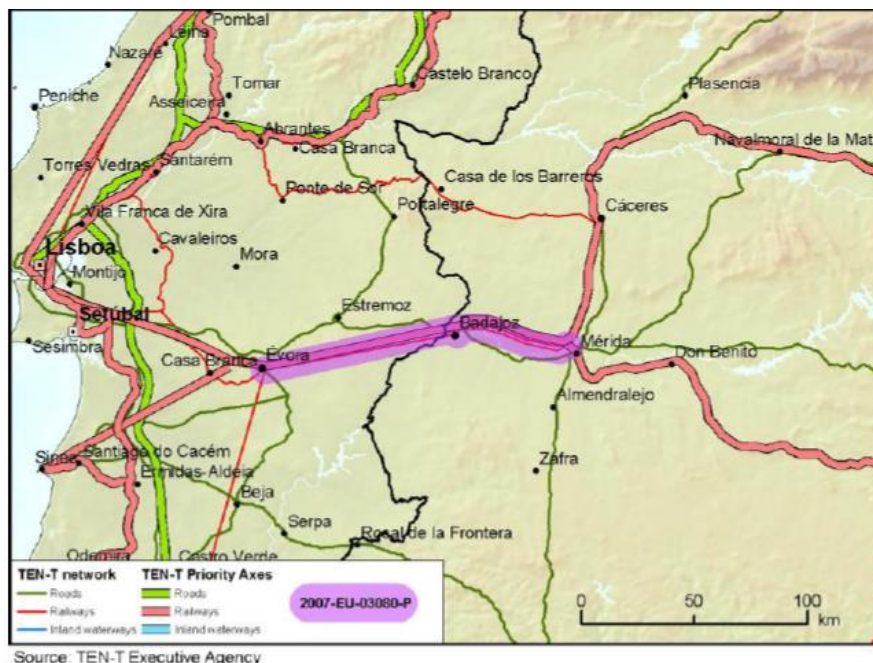 Pombal
Leiria
Nazaré
Tomar
Castelo Branco
Plasencia
Peniche
Asseiceira
Abrantes
Casa Branca
Navalmoral de la Mat
Torres Vedras
Santarém
Ponte de Sor
Casa de los Barreros
Vila Franca de Xira
Portalegre
Cáceres
Lisboa
Cavaleiros
Mora
Montijo
Setúbal
Estremoz
Badajoz
Sesimbra
Casa Branca
Évora
Mérida
Don Benito
Almendralejo
Sines
Santiago do Cacém
Zafra
Ermidas-Aldeia
Beja
Serpa
Rosal de la Frontera
Odemira
Castro Verde
TEN-T network
TEN-T Priority Axes
Roads
Roads
Railways
Railways
Inland waterways
Inland waterways
2007-EU-03080-P
0 50 100
km
Source: TEN-T Executive Agency